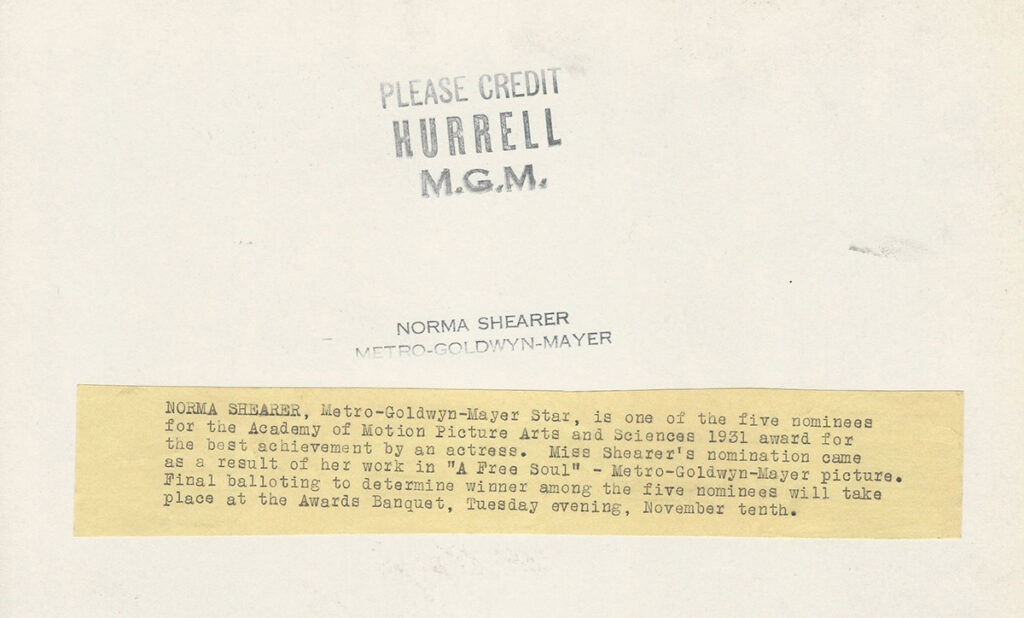 PLEASE CREDIT
HURRELL
M.G.M.
NORMA SHEARER
METRO-GOLDWYN-MAYER
NORMA SHEARER, Metro-Goldwyn-Mayer Star, is one of the five nominees
for the Academy of Motion Picture Arts and Sciences 1931 award for
the best achievement by an actress. Miss Shearer's nomination came
as a result of her work in "A Free Soul" - Metro-Goldwyn-Mayer picture.
Final balloting to determine winner among the five nominees will take
place at the Awards Banquet, Tuesday evening, November tenth.